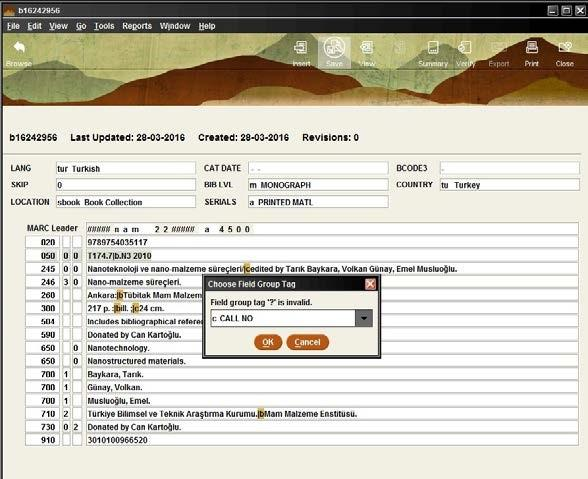 b16242956
File Edit View Go Tools Reports Window Help
Browse Insert Save View Summary Verify Export Print Close
b16242956 Last Updated: 28-03-2016 Created: 28-03-2016 Revisions: 0
LANG tur Turkish CAT DATE - - BCODE3 -
SKIP 0 BIB LVL m MONOGRAPH COUNTRY tu Turkey
LOCATION sbook Book Collection SERIALS a PRINTED MATL
MARC Leader ##### n a m 2 2 ##### a 4 5 0 0
020 9789754035117
050 0 0 T174.7|b.N3 2010
245 0 0 Nanoteknoloji ve nano-malzeme süreçleri/|cedited by Tarık Baykara, Volkan Günay, Emel Musluoğlu.
246 3 0 Nano-malzeme süreçleri.
260 Ankara:|bTübitak Mam Malzem
300 217 p. :|bill. ;|c24 cm.
504 Includes bibliographical referen
590 Donated by Can Kartoğlu.
650 0 Nanotechnology.
650 0 Nanostructured materials.
700 1 Baykara, Tarık.
700 1 Günay, Volkan.
700 1 Musluoğlu, Emel.
710 2 Türkiye Bilimsel ve Teknik Araştırma Kurumu.|bMam Malzeme Enstitüsü.
730 0 2 Donated by Can Kartoğlu.
910 3010100966520
Choose Field Group Tag
Field group tag '?' is invalid.
c CALL NO
OK Cancel